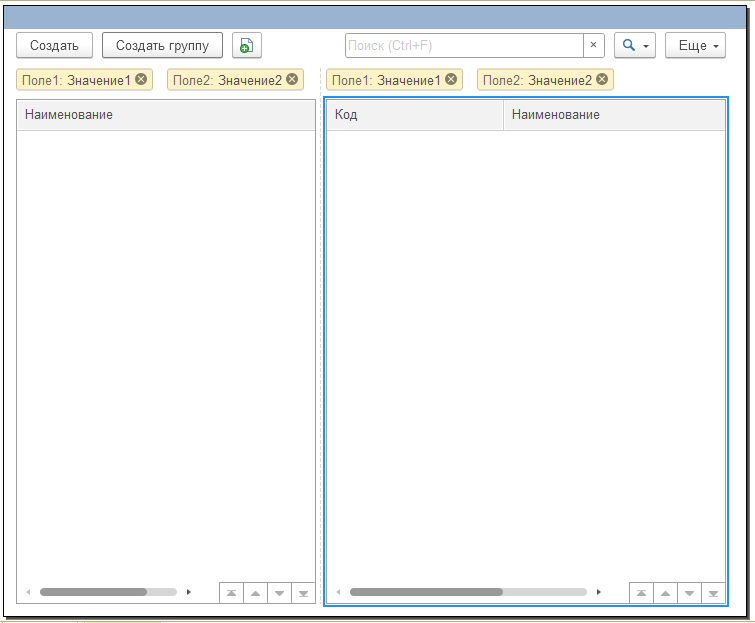 Создать Создать группу Поиск (Ctrl+F) × Еще
Поле1: Значение1 Поле2: Значение2 Поле1: Значение1 Поле2: Значение2
Наименование Код Наименование